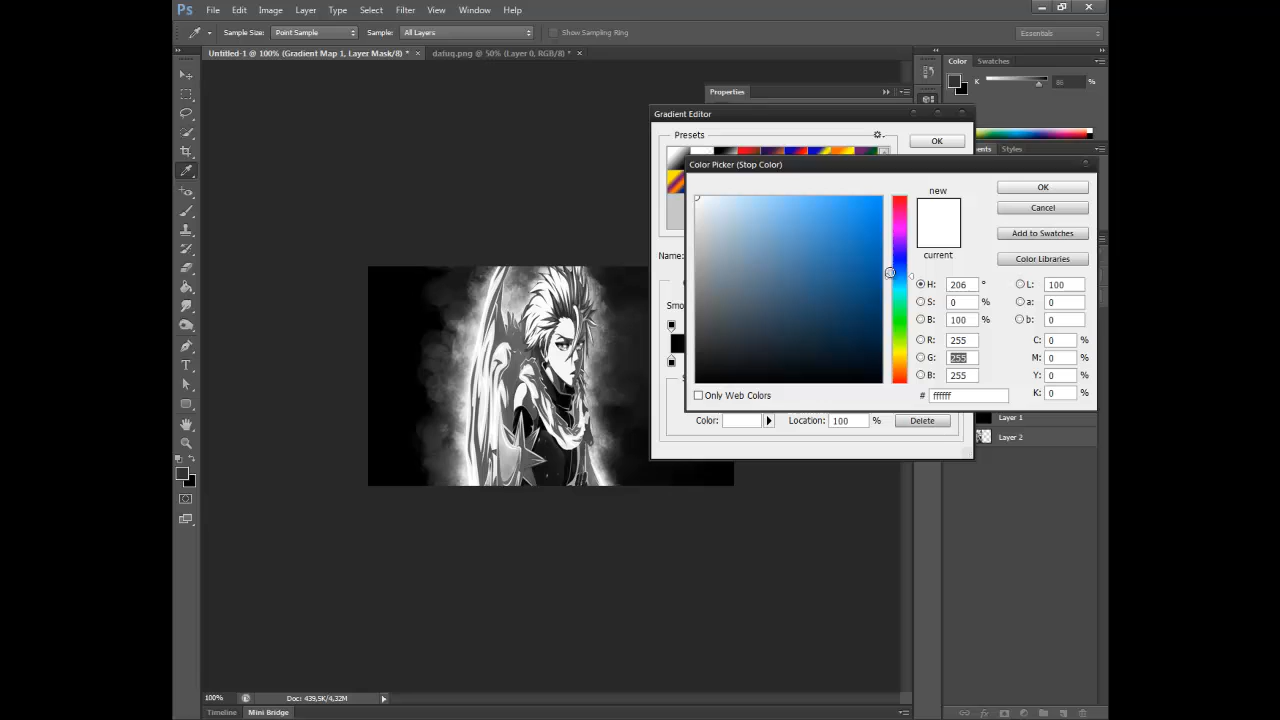 Ps File Edit Image Layer Type Select Filter View Window Help
Sample Size: Point Sample Sample: All Layers Show Sampling Ring Essentials
Untitled-1 @ 100% (Gradient Map 1, Layer Mask/8) * × dafuq.png @ 50% (Layer 0, RGB/8) * ×
Color Swatches
K 86 %
Properties
Gradient Editor
Presets
OK
Styles
Color Picker (Stop Color)
new
current
OK
Cancel
Add to Swatches
Color Libraries
Name:
H: 206 ° L: 100
S: 0 % a: 0
B: 100 % b: 0
R: 255 C: 0 %
G: 255 M: 0 %
B: 255 Y: 0 %
# ffffff K: 0 %
Only Web Colors
Color: Location: 100 % Delete
Layer 1
Layer 2
100% Doc: 439,5K/4,32M
Timeline Mini Bridge